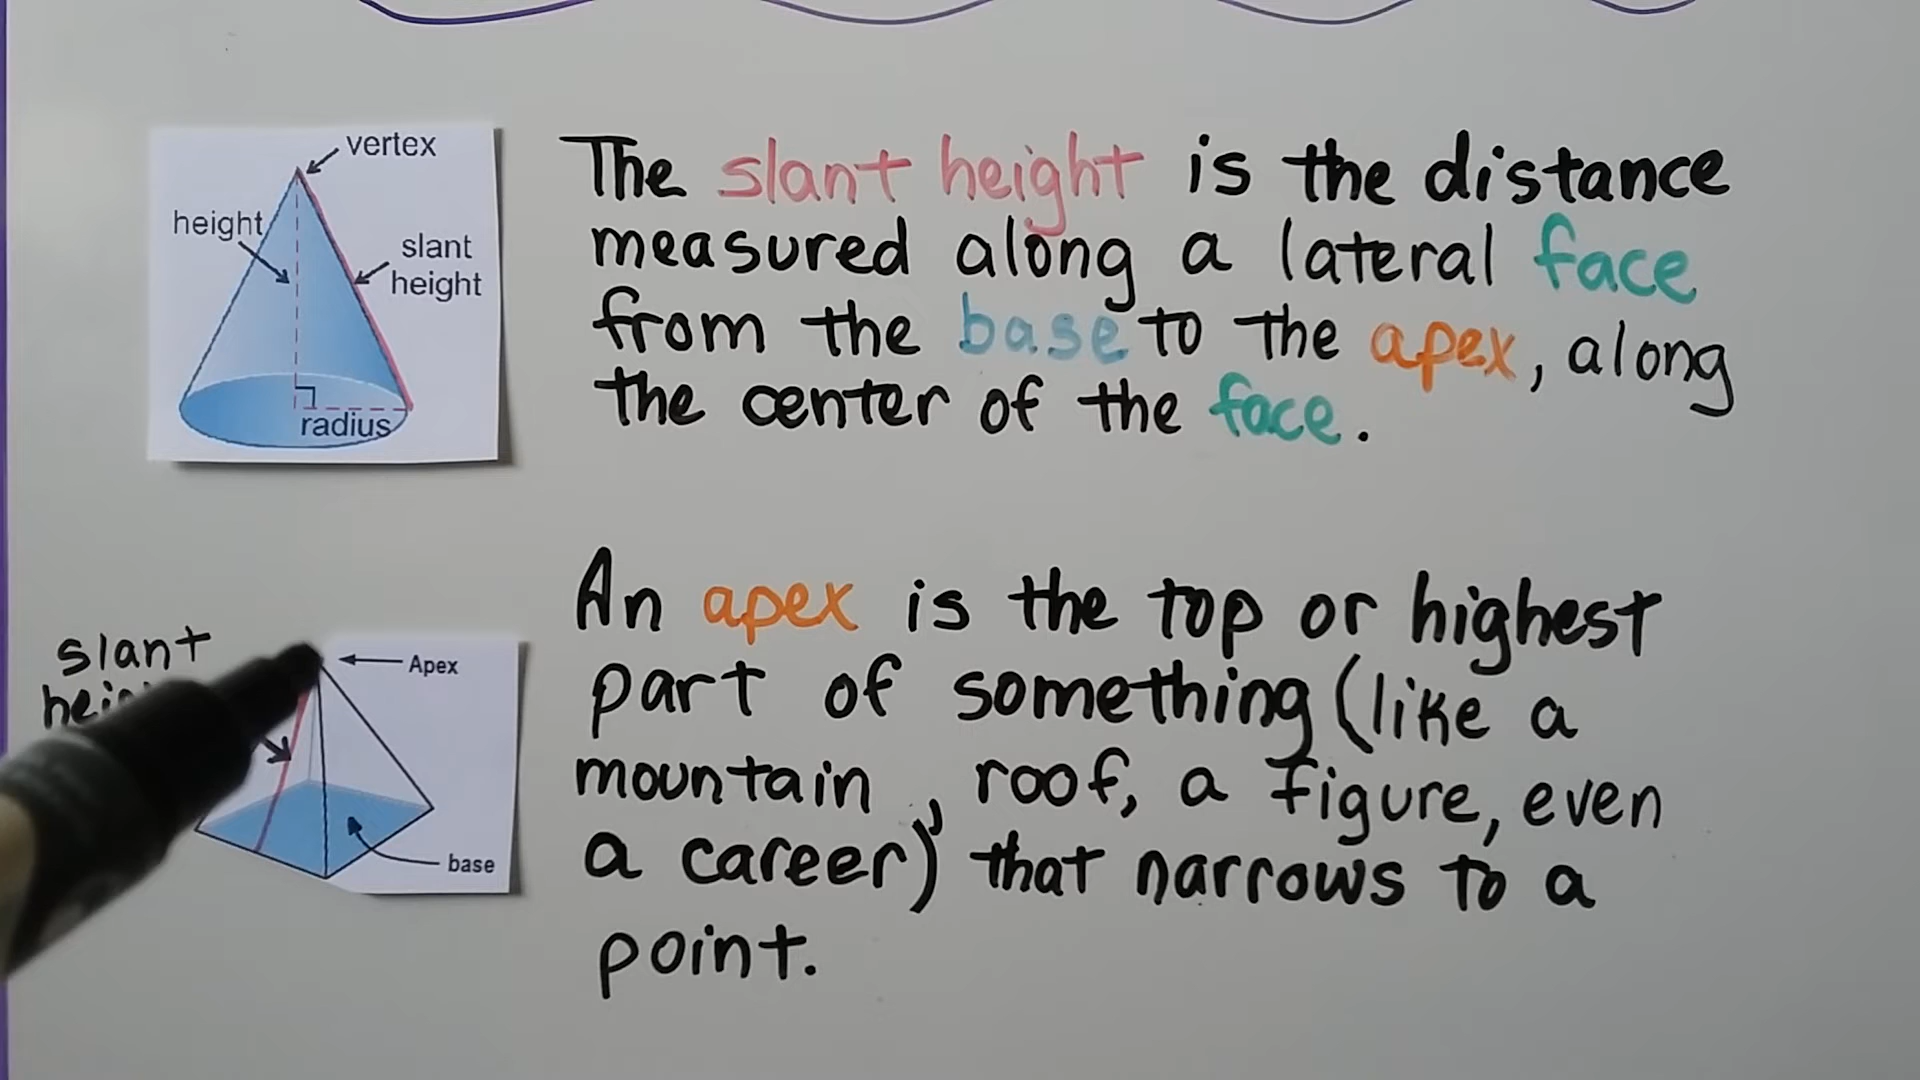 vertex
height
slant
height
radius
The slant height is the distance
measured along a lateral face
from the base to the apex, along
the center of the face.
slant
Apex
base
An apex is the top or highest
part of something (like a
mountain, roof, a figure, even
a career) that narrows to a
point.